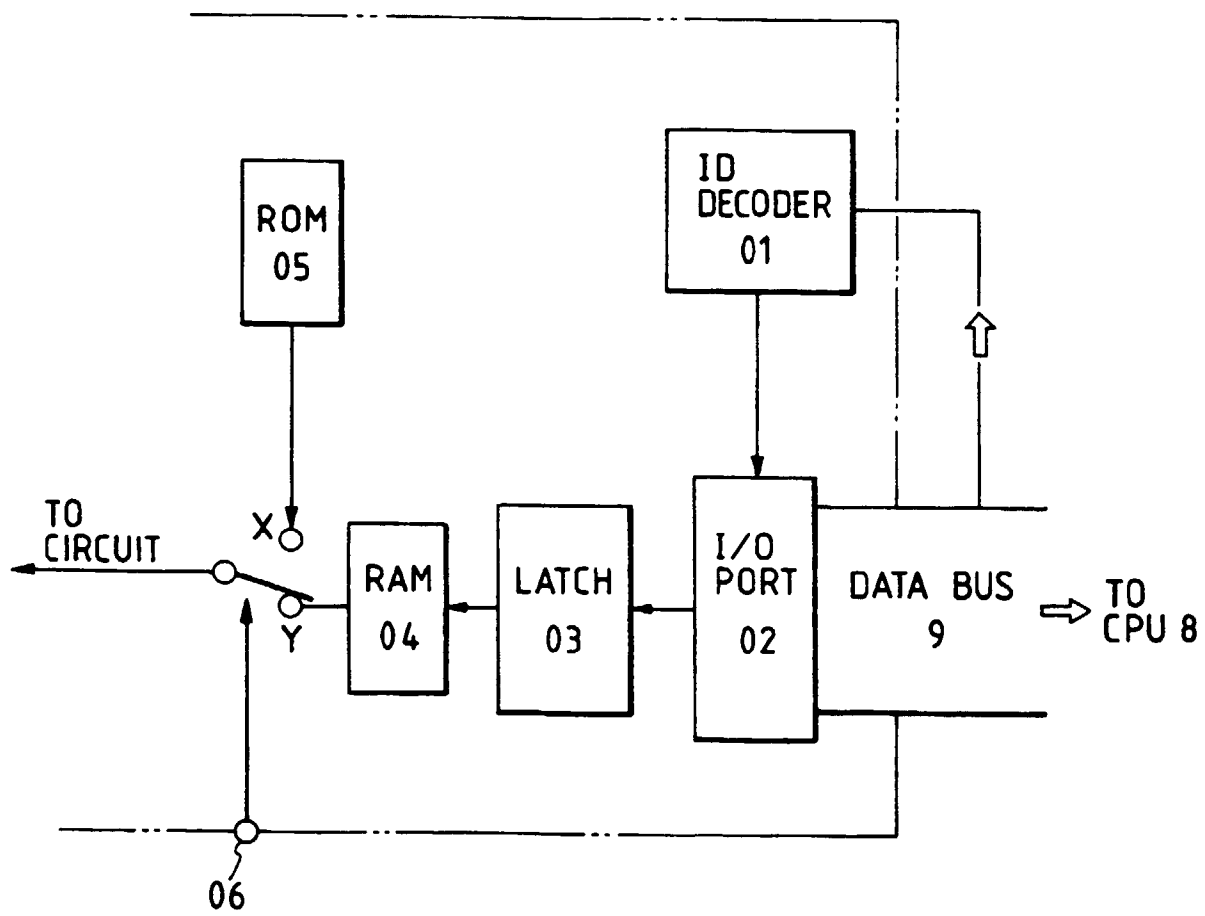 ID
DECODER
01
ROM
05
TO
CIRCUIT
X
Y
RAM
04
LATCH
03
I/O
PORT
02
DATA BUS
9
TO
CPU 8
06